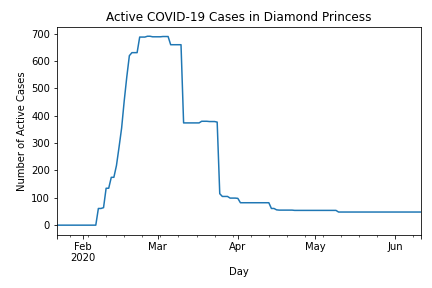 Active COVID-19 Cases in Diamond Princess
700
600
500
400
300
200
100
0
Number of Active Cases
Feb
2020
Mar
Apr
May
Jun
Day